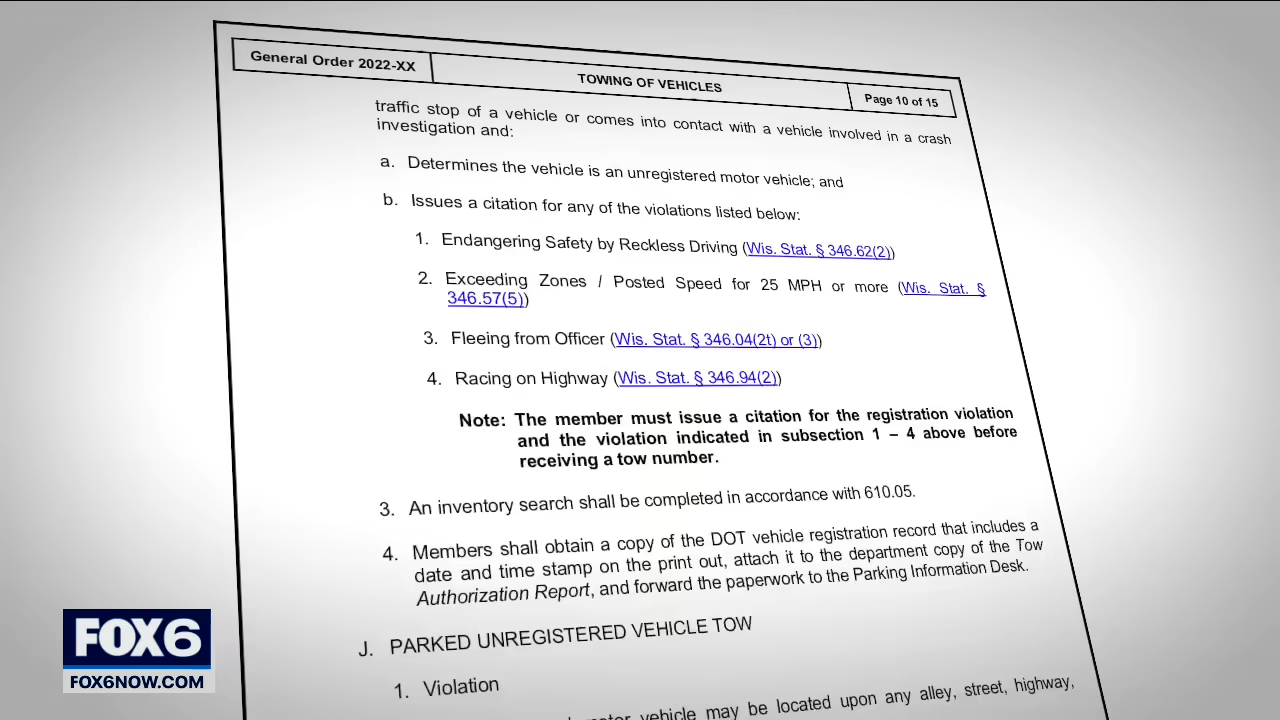 General Order 2022-XX
TOWING OF VEHICLES
Page 10 of 15
traffic stop of a vehicle or comes into contact with a vehicle involved in a crash
investigation and:
a. Determines the vehicle is an unregistered motor vehicle; and
b. Issues a citation for any of the violations listed below:
1. Endangering Safety by Reckless Driving (Wis. Stat. § 346.62(2))
2. Exceeding Zones / Posted Speed for 25 MPH or more (Wis. Stat. §
346.57(5))
3. Fleeing from Officer (Wis. Stat. § 346.04(2t) or (3))
4. Racing on Highway (Wis. Stat. § 346.94(2))
Note: The member must issue a citation for the registration violation
and the violation indicated in subsection 1 – 4 above before
receiving a tow number.
3. An inventory search shall be completed in accordance with 610.05.
4. Members shall obtain a copy of the DOT vehicle registration record that includes a
date and time stamp on the print out, attach it to the department copy of the Tow
Authorization Report, and forward the paperwork to the Parking Information Desk.
J. PARKED UNREGISTERED VEHICLE TOW
1. Violation
motor vehicle may be located upon any alley, street, highway,
FOX6
FOX6NOW.COM